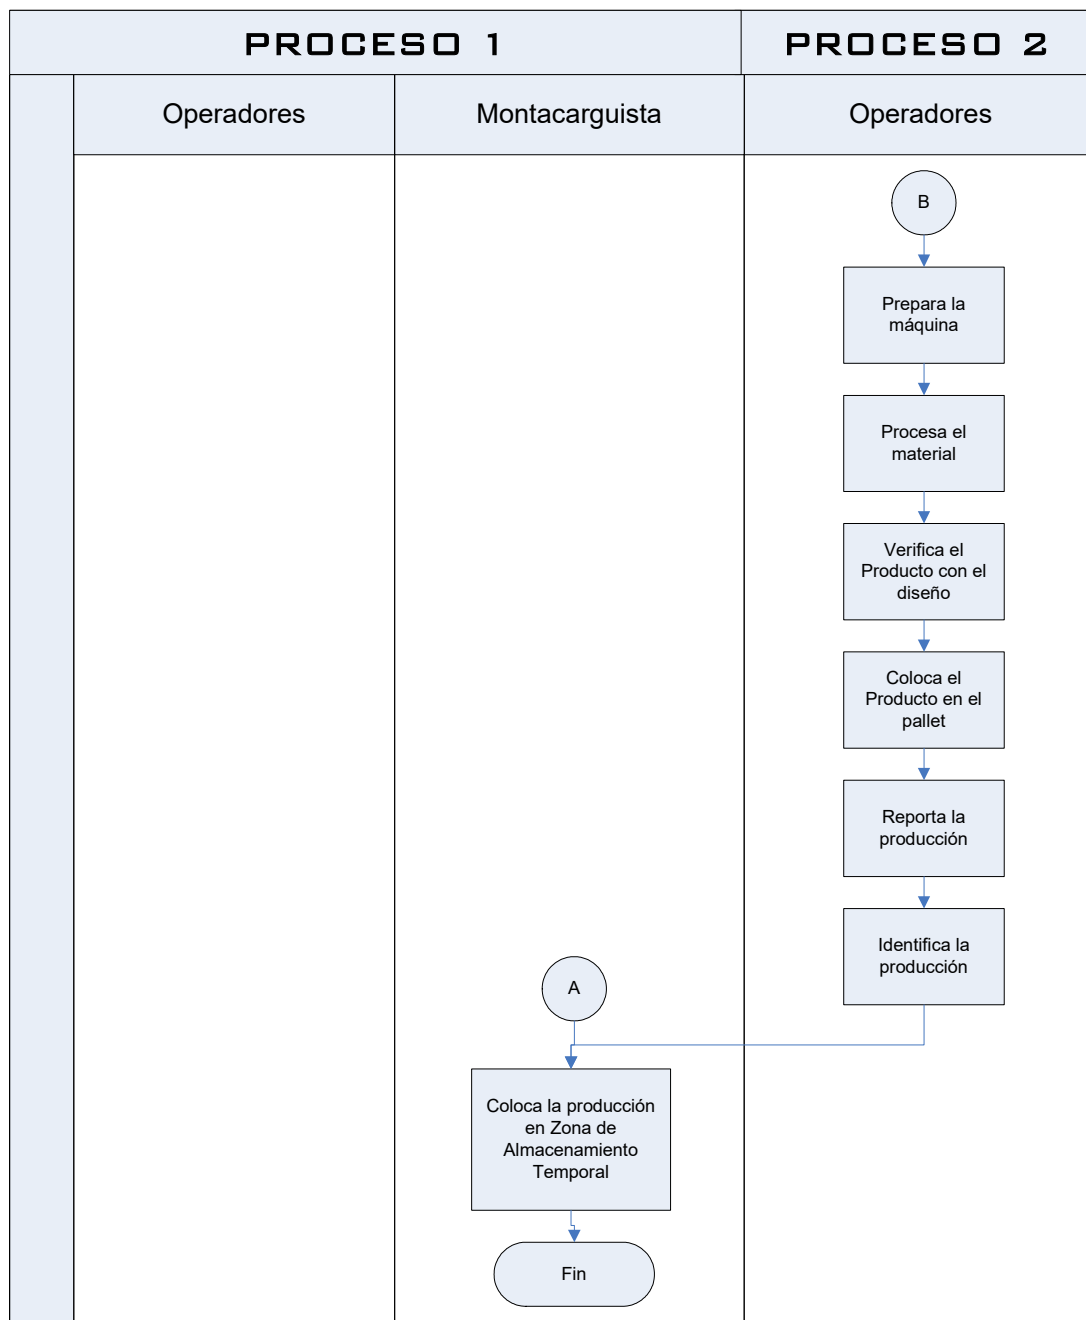 PROCESO 1
PROCESO 2
Operadores
Montacarguista
Operadores
B
Prepara la
máquina
Procesa el
material
Verifica el
Producto con el
diseño
Coloca el
Producto en el
pallet
Reporta la
producción
Identifica la
producción
A
Coloca la producción
en Zona de
Almacenamiento
Temporal
Fin